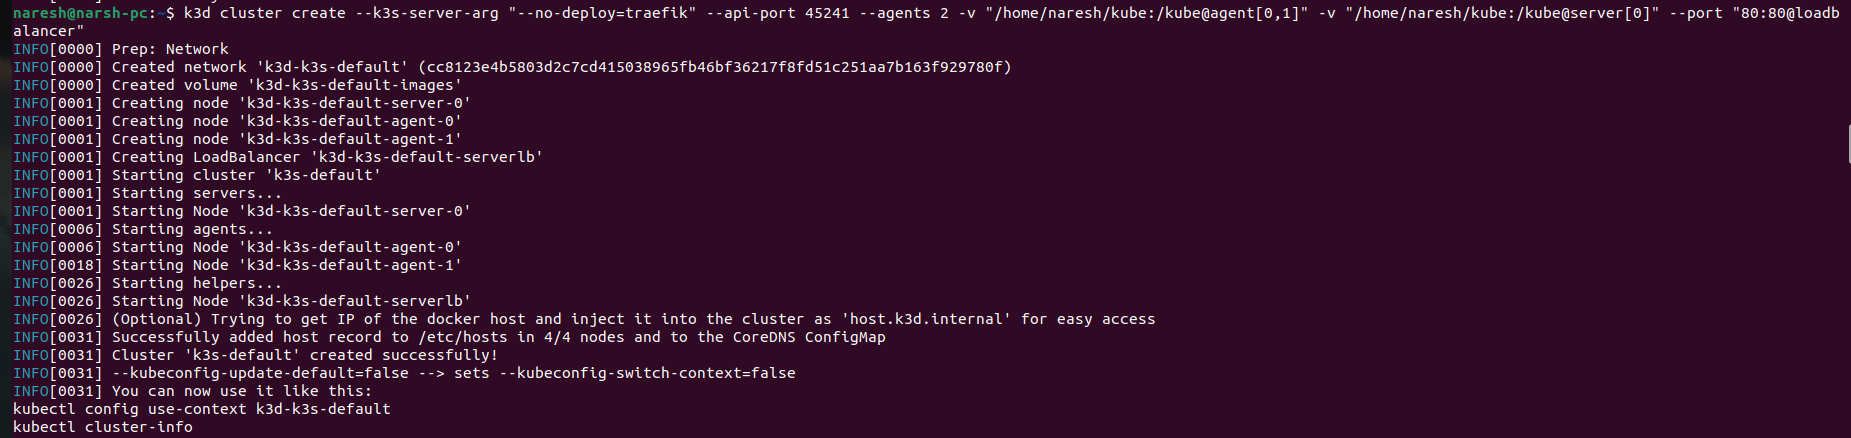 naresh@narsh-pc:~$ k3d cluster create --k3s-server-arg "--no-deploy=traefik" --api-port 45241 --agents 2 -v "/home/naresh/kube:/kube@agent[0,1]" -v "/home/naresh/kube:/kube@server[0]" --port "80:80@loadb
alancer"
INFO[0000] Prep: Network
INFO[0000] Created network 'k3d-k3s-default' (cc8123e4b5803d2c7cd415038965fb46bf36217f8fd51c251aa7b163f929780f)
INFO[0000] Created volume 'k3d-k3s-default-images'
INFO[0001] Creating node 'k3d-k3s-default-server-0'
INFO[0001] Creating node 'k3d-k3s-default-agent-0'
INFO[0001] Creating node 'k3d-k3s-default-agent-1'
INFO[0001] Creating LoadBalancer 'k3d-k3s-default-serverlb'
INFO[0001] Starting cluster 'k3s-default'
INFO[0001] Starting servers...
INFO[0001] Starting Node 'k3d-k3s-default-server-0'
INFO[0006] Starting agents...
INFO[0006] Starting Node 'k3d-k3s-default-agent-0'
INFO[0018] Starting Node 'k3d-k3s-default-agent-1'
INFO[0026] Starting helpers...
INFO[0026] Starting Node 'k3d-k3s-default-serverlb'
INFO[0026] (Optional) Trying to get IP of the docker host and inject it into the cluster as 'host.k3d.internal' for easy access
INFO[0031] Successfully added host record to /etc/hosts in 4/4 nodes and to the CoreDNS ConfigMap
INFO[0031] Cluster 'k3s-default' created successfully!
INFO[0031] --kubeconfig-update-default=false --> sets --kubeconfig-switch-context=false
INFO[0031] You can now use it like this:
kubectl config use-context k3d-k3s-default
kubectl cluster-info